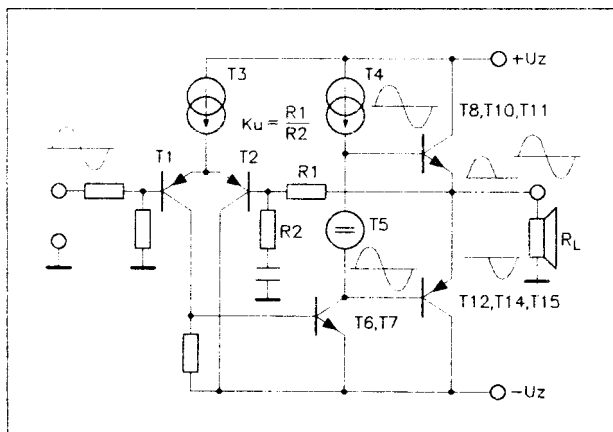 +Uz
T3
T4
Ku = R1/R2
T8,T10,T11
T1
T2
R1
R2
T5
RL
T6,T7
T12,T14,T15
-Uz